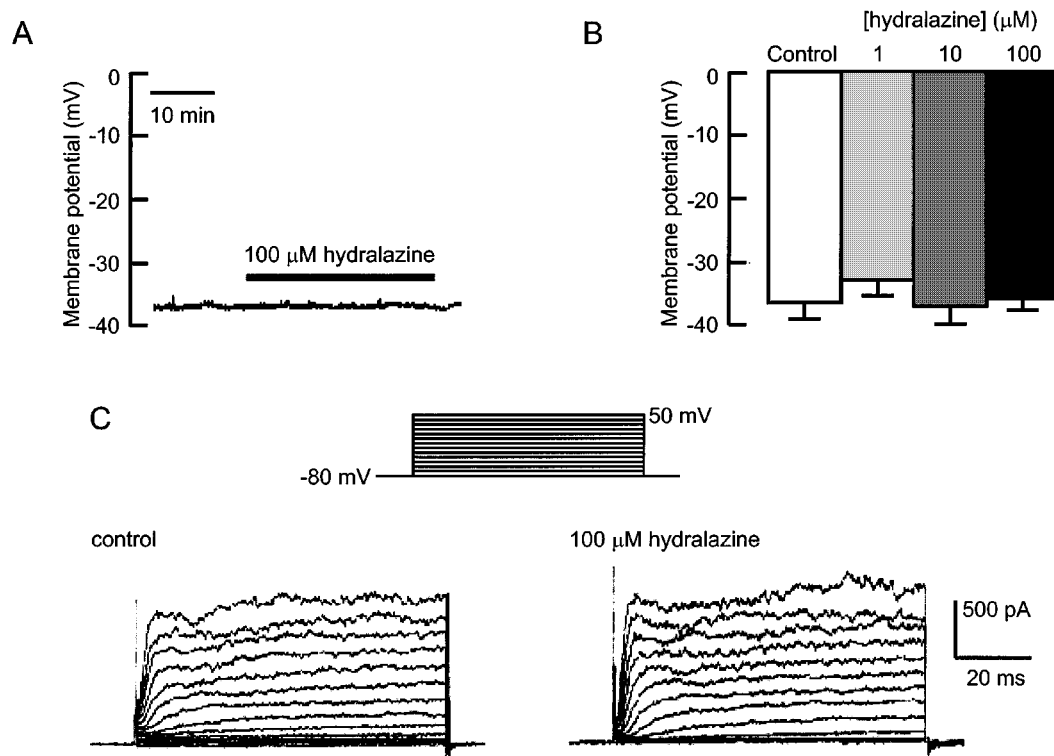 A
Membrane potential (mV)
0
-10
-20
-30
-40
10 min
100 μM hydralazine
B
[hydralazine] (μM)
Control 1 10 100
Membrane potential (mV)
0
-10
-20
-30
-40
C
50 mV
-80 mV
control
100 μM hydralazine
500 pA
20 ms